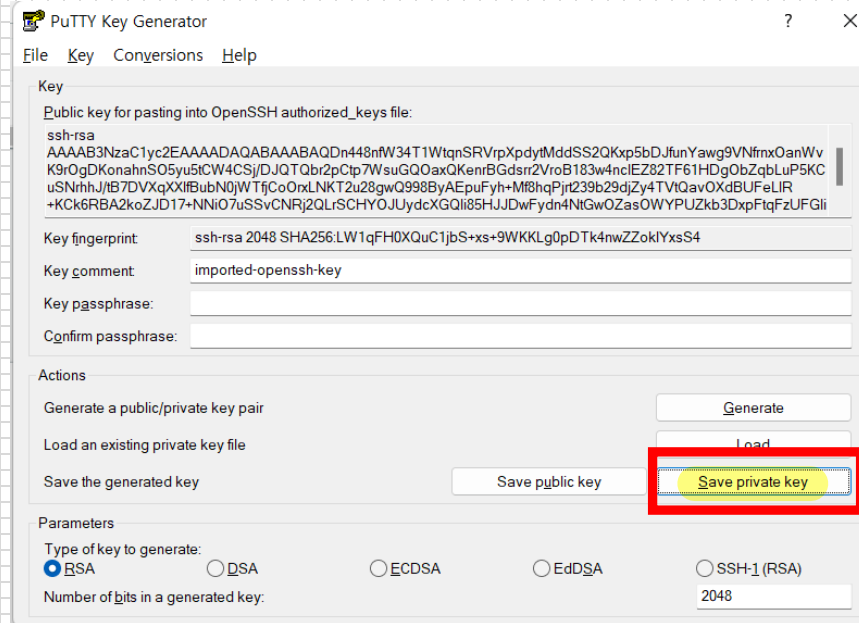 PuTTY Key Generator
?
File Key Conversions Help
Key
Public key for pasting into OpenSSH authorized_keys file:
ssh-rsa
AAAAB3NzaC1yc2EAAAADAQABAAABAQDn448nfW34T1WtqnSRVrpXpdytMddSS2QKxp5bDJfunYawg9VNfrnxOanWv
K9rOgDKonahnSO5yu5tCW4CSj/DJQTQbr2pCtp7WsuGQOaxQKenrBGdsrr2VroB183w4nclEZ82TF61HDgObZqbLuP5KC
uSNrhhJ/tB7DVXqXXlfBubN0jWTfjCoOrxLNKT2u28gwQ998ByAEpuFyh+Mf8hqPjrt239b29djZy4TVtQavOXdBUFeLIR
+KCk6RBA2koZJD17+NNiO7uSSvCNRj2QLrSCHYOJUydcXGQli85HJJDwFydn4NtGwOZasOWYPUZkb3DxpFtqFzUFGli
Key fingerprint: ssh-rsa 2048 SHA256:LW1qFH0XQuC1jbS+xs+9WKKLg0pDTk4nwZZoklYxsS4
Key comment: imported-openssh-key
Key passphrase:
Confirm passphrase:
Actions
Generate a public/private key pair Generate
Load an existing private key file Load
Save the generated key Save public key Save private key
Parameters
Type of key to generate:
RSA DSA ECDSA EdDSA SSH-1 (RSA)
Number of bits in a generated key: 2048